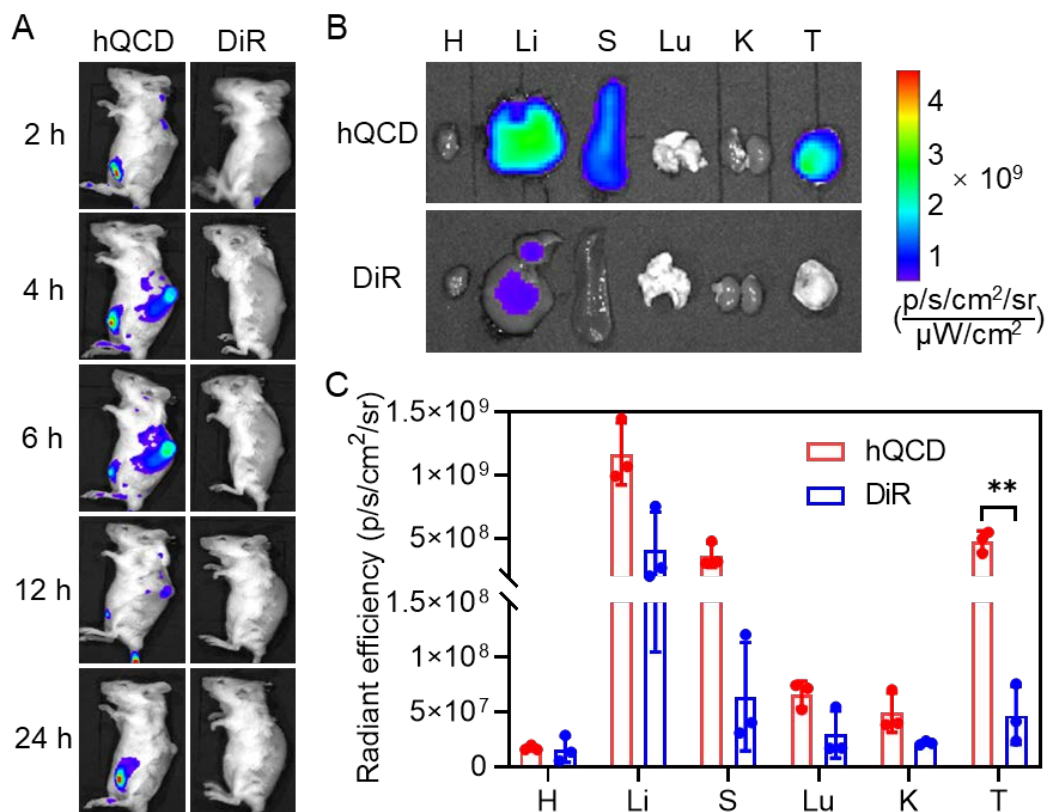 A
hQCD DiR
2 h
4 h
6 h
12 h
24 h
B
H Li S Lu K T
hQCD
DiR
4
3
2
1
× 10⁹
(p/s/cm²/sr
µW/cm²)
C
Radiant efficiency (p/s/cm²/sr)
1.5×10⁹
1×10⁹
5×10⁸
1.5×10⁸
1×10⁸
5×10⁷
0
hQCD
DiR
**
H Li S Lu K T